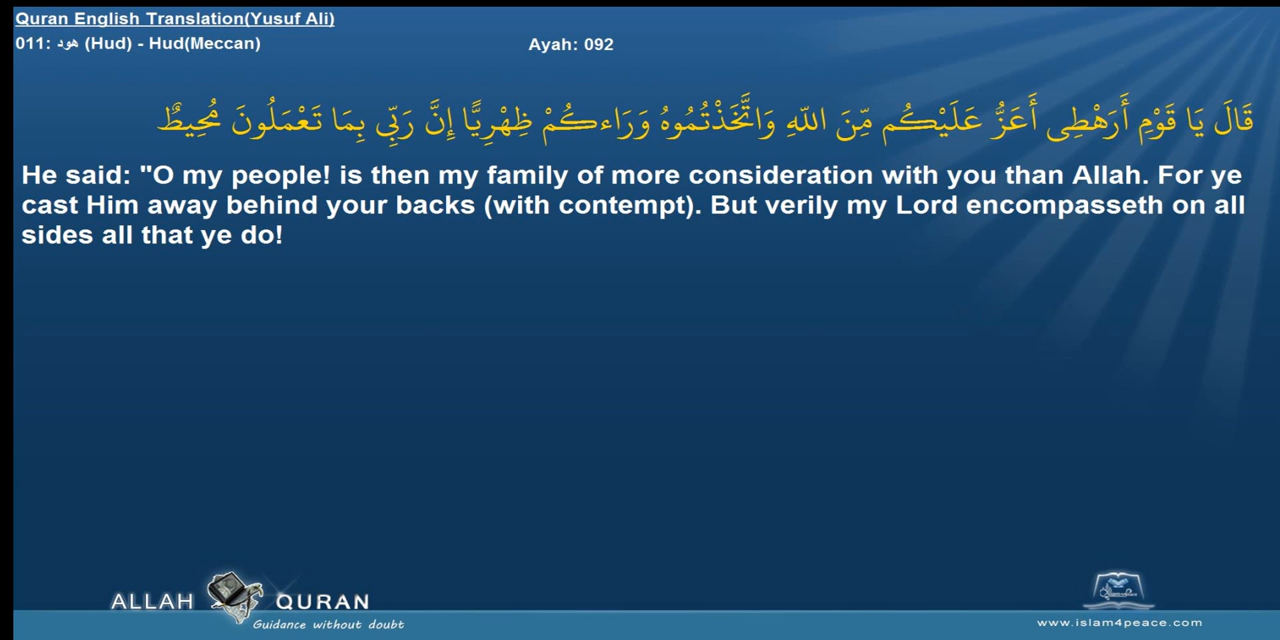 Quran English Translation(Yusuf Ali)
011: هود (Hud) - Hud(Meccan) Ayah: 092
قَالَ يَا قَوْمِ أَرَهْطِى أَعَزُّ عَلَيْكُم مِّنَ اللّهِ وَاتَّخَذْتُمُوهُ وَرَاءكُمْ ظِهْرِيًّا إِنَّ رَبِّى بِمَا تَعْمَلُونَ مُحِيطٌ
He said: "O my people! is then my family of more consideration with you than Allah. For ye
cast Him away behind your backs (with contempt). But verily my Lord encompasseth on all
sides all that ye do!
ALLAH QURAN
Guidance without doubt
www.islam4peace.com